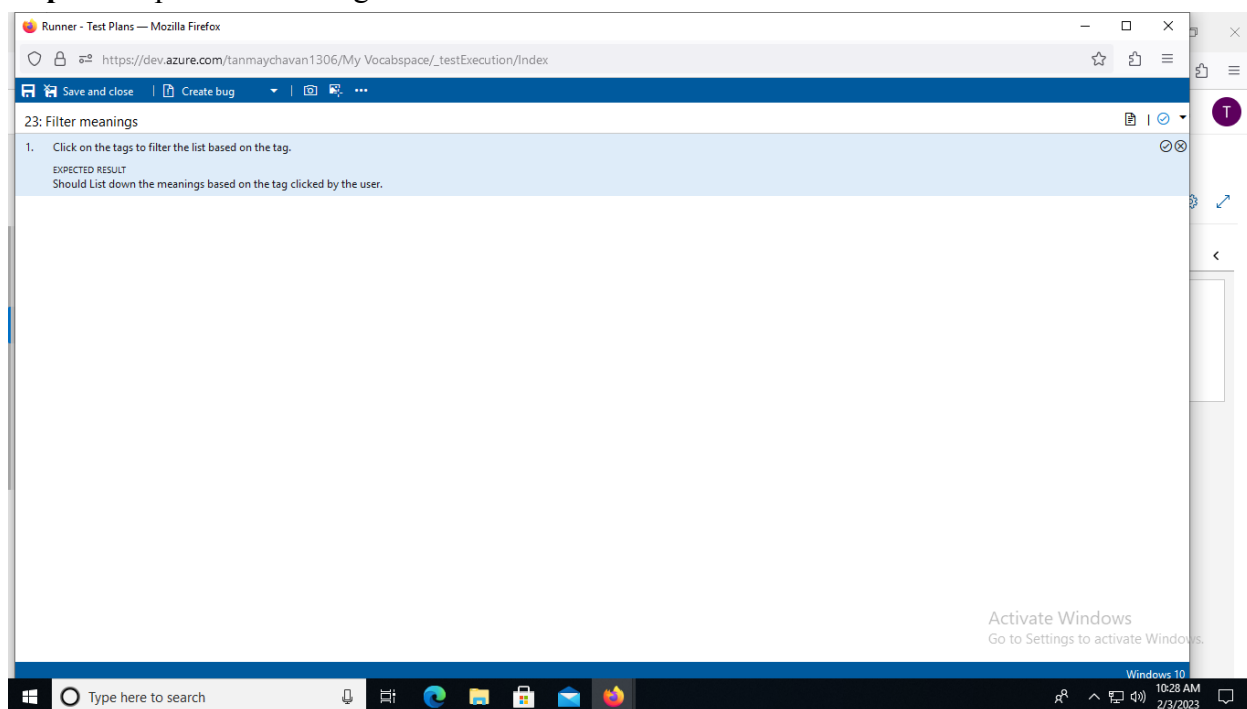 Runner - Test Plans — Mozilla Firefox
https://dev.azure.com/tanmaychavan1306/My Vocabspace/_testExecution/Index
Save and close | Create bug
23: Filter meanings
T
1. Click on the tags to filter the list based on the tag.
EXPECTED RESULT
Should List down the meanings based on the tag clicked by the user.
Activate Windows
Go to Settings to activate Windows.
Windows 10
Type here to search
10:28 AM
2/3/2023